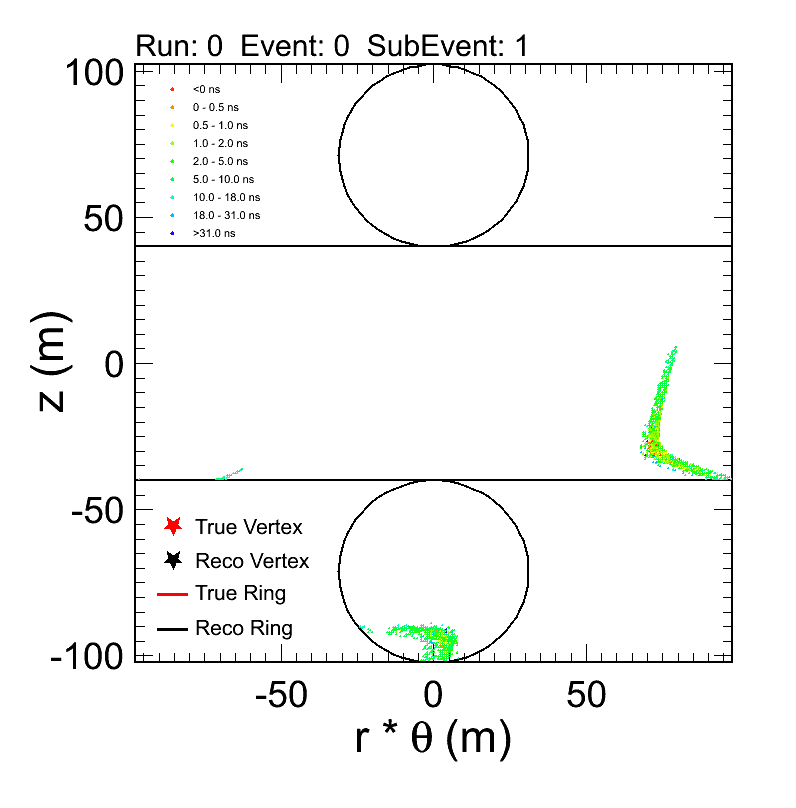 Run: 0  Event: 0  SubEvent: 1
100
<0 ns
0 - 0.5 ns
0.5 - 1.0 ns
1.0 - 2.0 ns
2.0 - 5.0 ns
5.0 - 10.0 ns
10.0 - 18.0 ns
18.0 - 31.0 ns
>31.0 ns
50
z (m)
0
-50
True Vertex
Reco Vertex
True Ring
Reco Ring
-100
-50 0 50
r * θ (m)